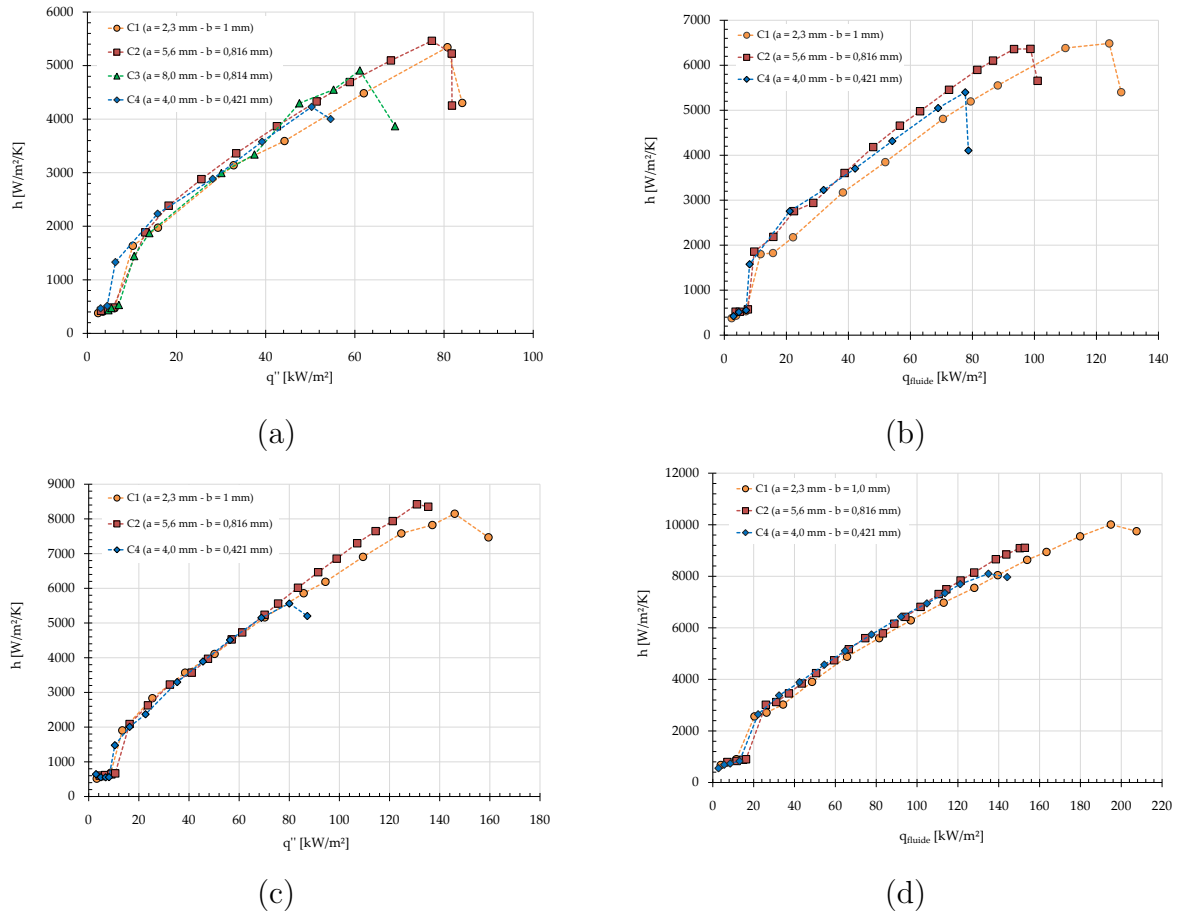 6000
5000
4000
3000
2000
1000
0
h [W/m²/K]
C1 (a = 2,3 mm - b = 1 mm)
C2 (a = 5,6 mm - b = 0,816 mm)
C3 (a = 8,0 mm - b = 0,814 mm)
C4 (a = 4,0 mm - b = 0,421 mm)
0 20 40 60 80 100
q'' [kW/m²]
(a)
7000
6000
5000
4000
3000
2000
1000
0
h [W/m²/K]
C1 (a = 2,3 mm - b = 1 mm)
C2 (a = 5,6 mm - b = 0,816 mm)
C4 (a = 4,0 mm - b = 0,421 mm)
0 20 40 60 80 100 120 140
qfluide [kW/m²]
(b)
9000
8000
7000
6000
5000
4000
3000
2000
1000
0
h [W/m²/K]
C1 (a = 2,3 mm - b = 1 mm)
C2 (a = 5,6 mm - b = 0,816 mm)
C4 (a = 4,0 mm - b = 0,421 mm)
0 20 40 60 80 100 120 140 160 180
q'' [kW/m²]
(c)
12000
10000
8000
6000
4000
2000
0
h [W/m²/K]
C1 (a = 2,3 mm - b = 1,0 mm)
C2 (a = 5,6 mm - b = 0,816 mm)
C4 (a = 4,0 mm - b = 0,421 mm)
0 20 40 60 80 100 120 140 160 180 200 220
qfluide [kW/m²]
(d)